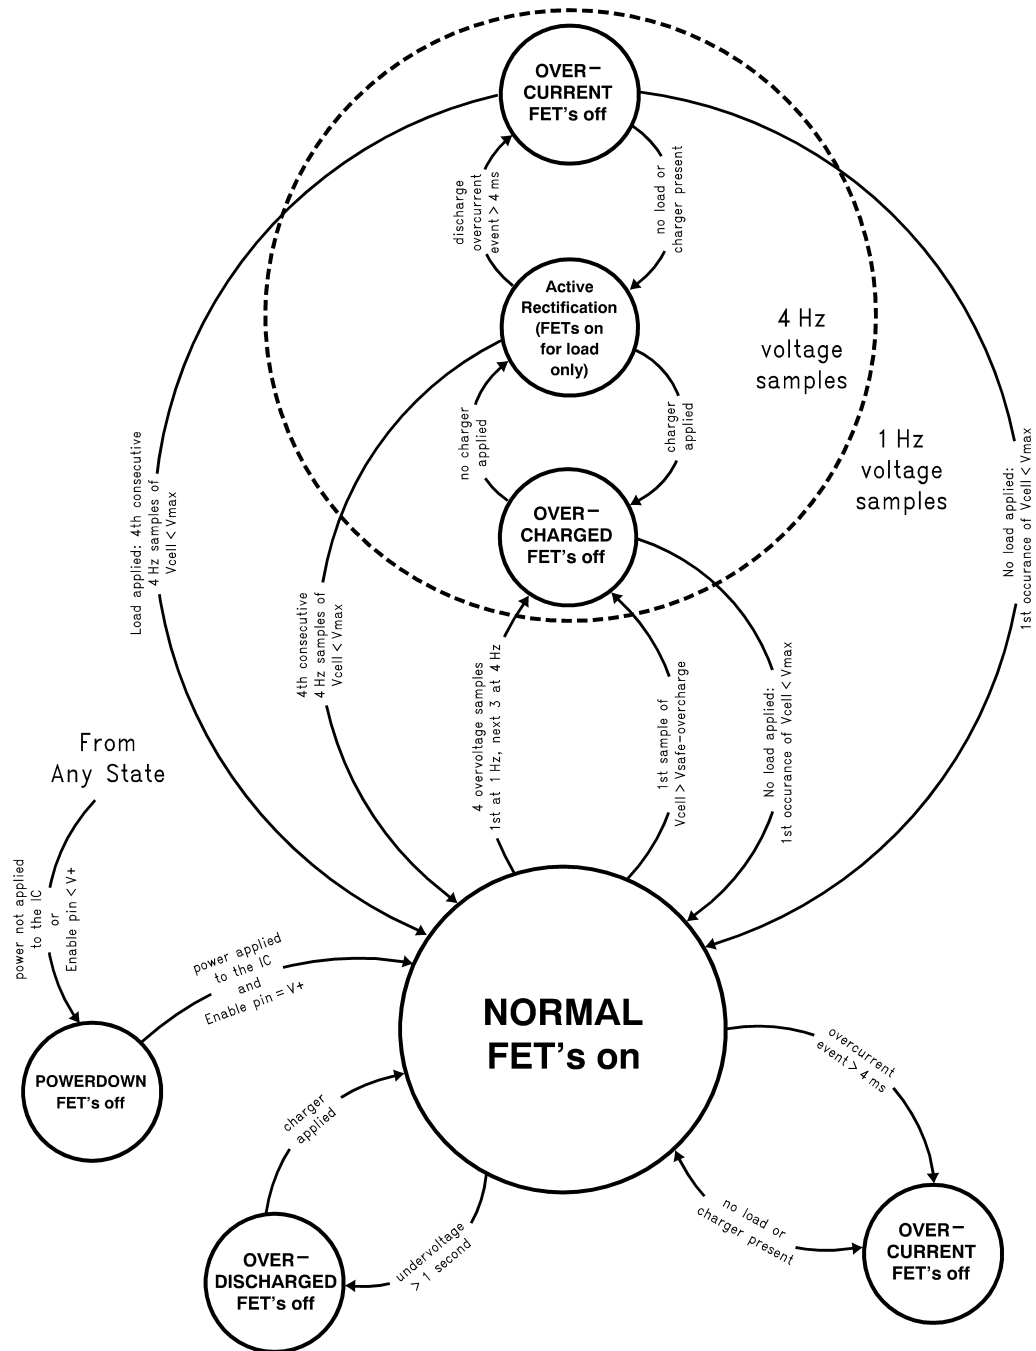 OVER-
CURRENT
FET's off
discharge
overcurrent
event > 4 ms
no load or
charger present
Active
Rectification
(FETs on
for load
only)
4 Hz
voltage
samples
1 Hz
voltage
samples
no charger
applied
charger
applied
OVER-
CHARGED
FET's off
Load applied: 4th consecutive
4 Hz samples of
Vcell < Vmax
No load applied:
1st occurance of Vcell < Vmax
4th consecutive
4 Hz samples of
Vcell < Vmax
4 overvoltage samples
1st at 1 Hz, next 3 at 4 Hz
1st sample of
Vcell > Vsafe-overcharge
No load applied:
1st occurance of Vcell < Vmax
From
Any State
power not applied
to the IC
or
Enable pin < V+
power applied
to the IC
and
Enable pin = V+
NORMAL
FET's on
POWERDOWN
FET's off
charger
applied
overcurrent
event > 4 ms
undervoltage
> 1 second
no load or
charger present
OVER-
DISCHARGED
FET's off
OVER-
CURRENT
FET's off